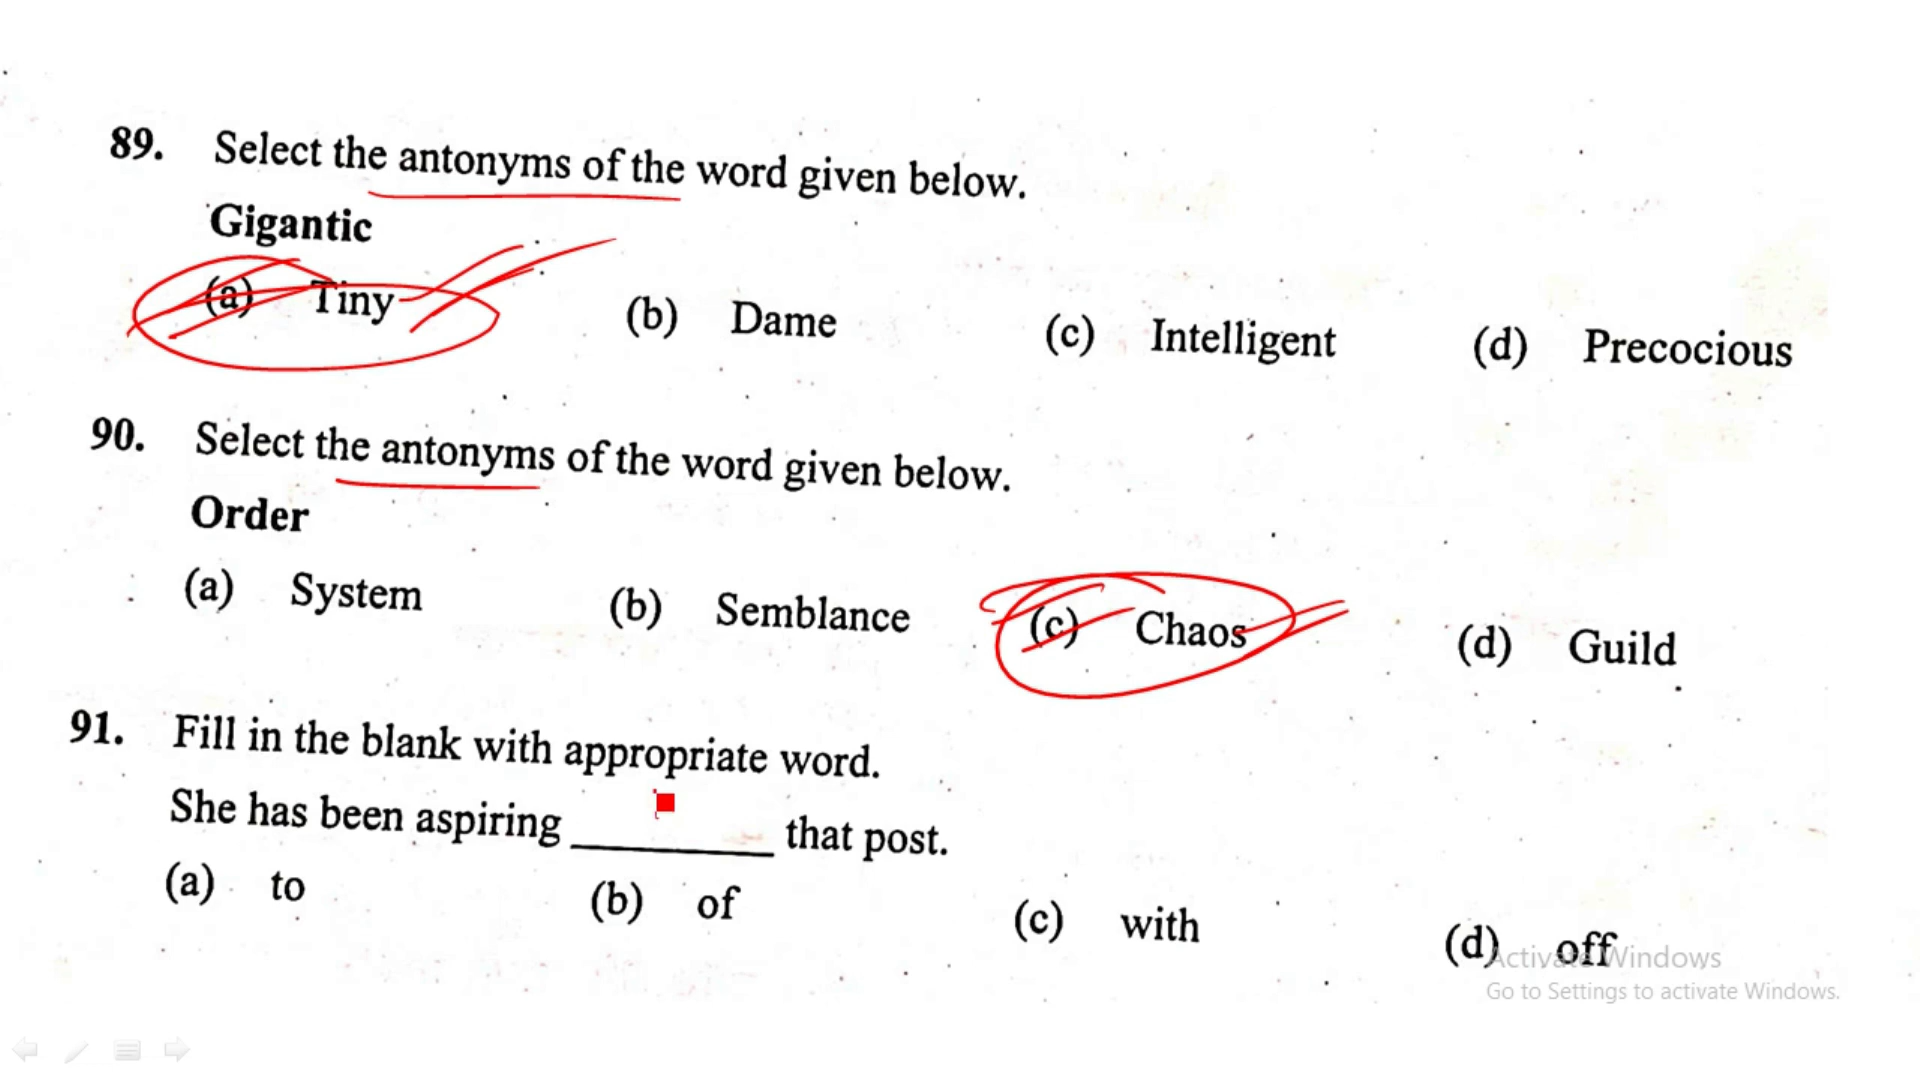 89. Select the antonyms of the word given below.
Gigantic
(a) Tiny (b) Dame (c) Intelligent (d) Precocious
90. Select the antonyms of the word given below.
Order
(a) System (b) Semblance (c) Chaos (d) Guild
91. Fill in the blank with appropriate word.
She has been aspiring ________ that post.
(a) to (b) of (c) with (d) off
Activate Windows
Go to Settings to activate Windows.